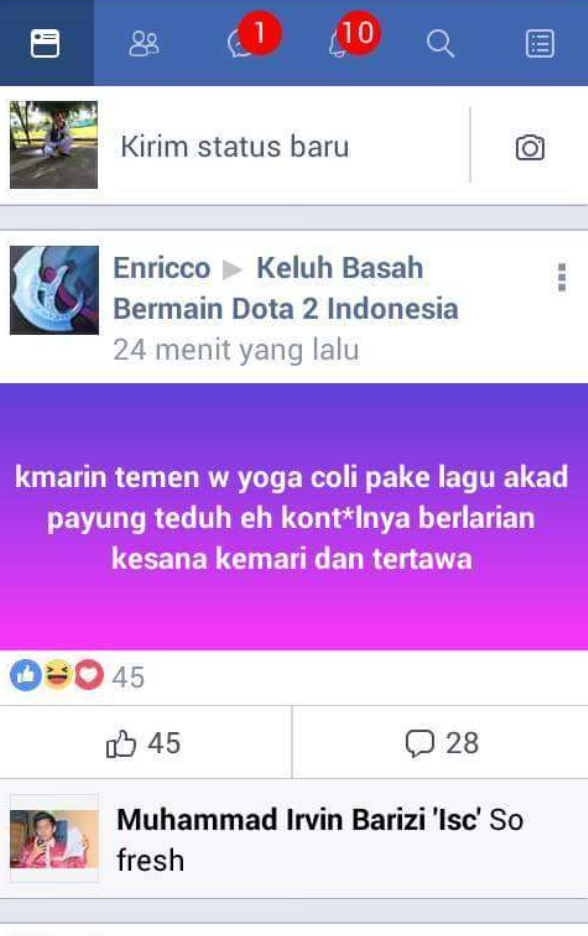 1
10
Kirim status baru
Enricco ▶ Keluh Basah
Bermain Dota 2 Indonesia
24 menit yang lalu
kmarin temen w yoga coli pake lagu akad
payung teduh eh kont*lnya berlarian
kesana kemari dan tertawa
45
45
28
Muhammad Irvin Barizi 'Isc' So
fresh